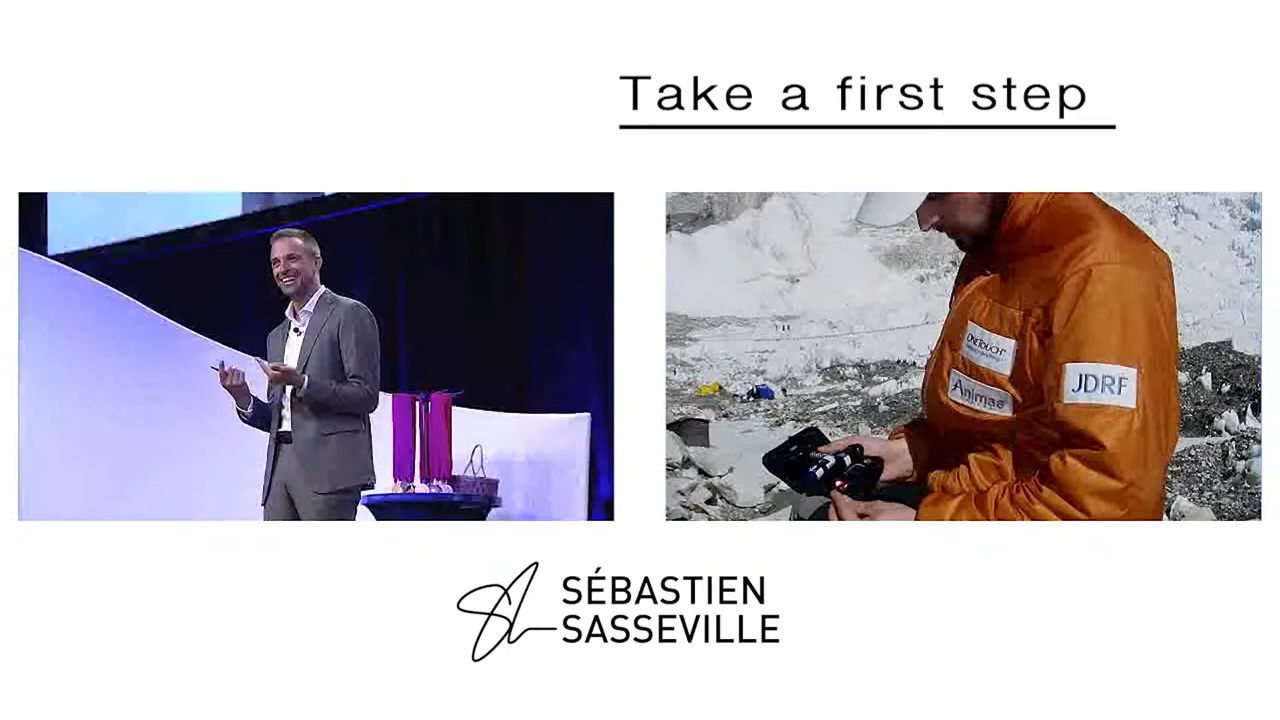 Take a first step
ONETOUCH
Animas
JDRF
SÉBASTIEN
SASSEVILLE